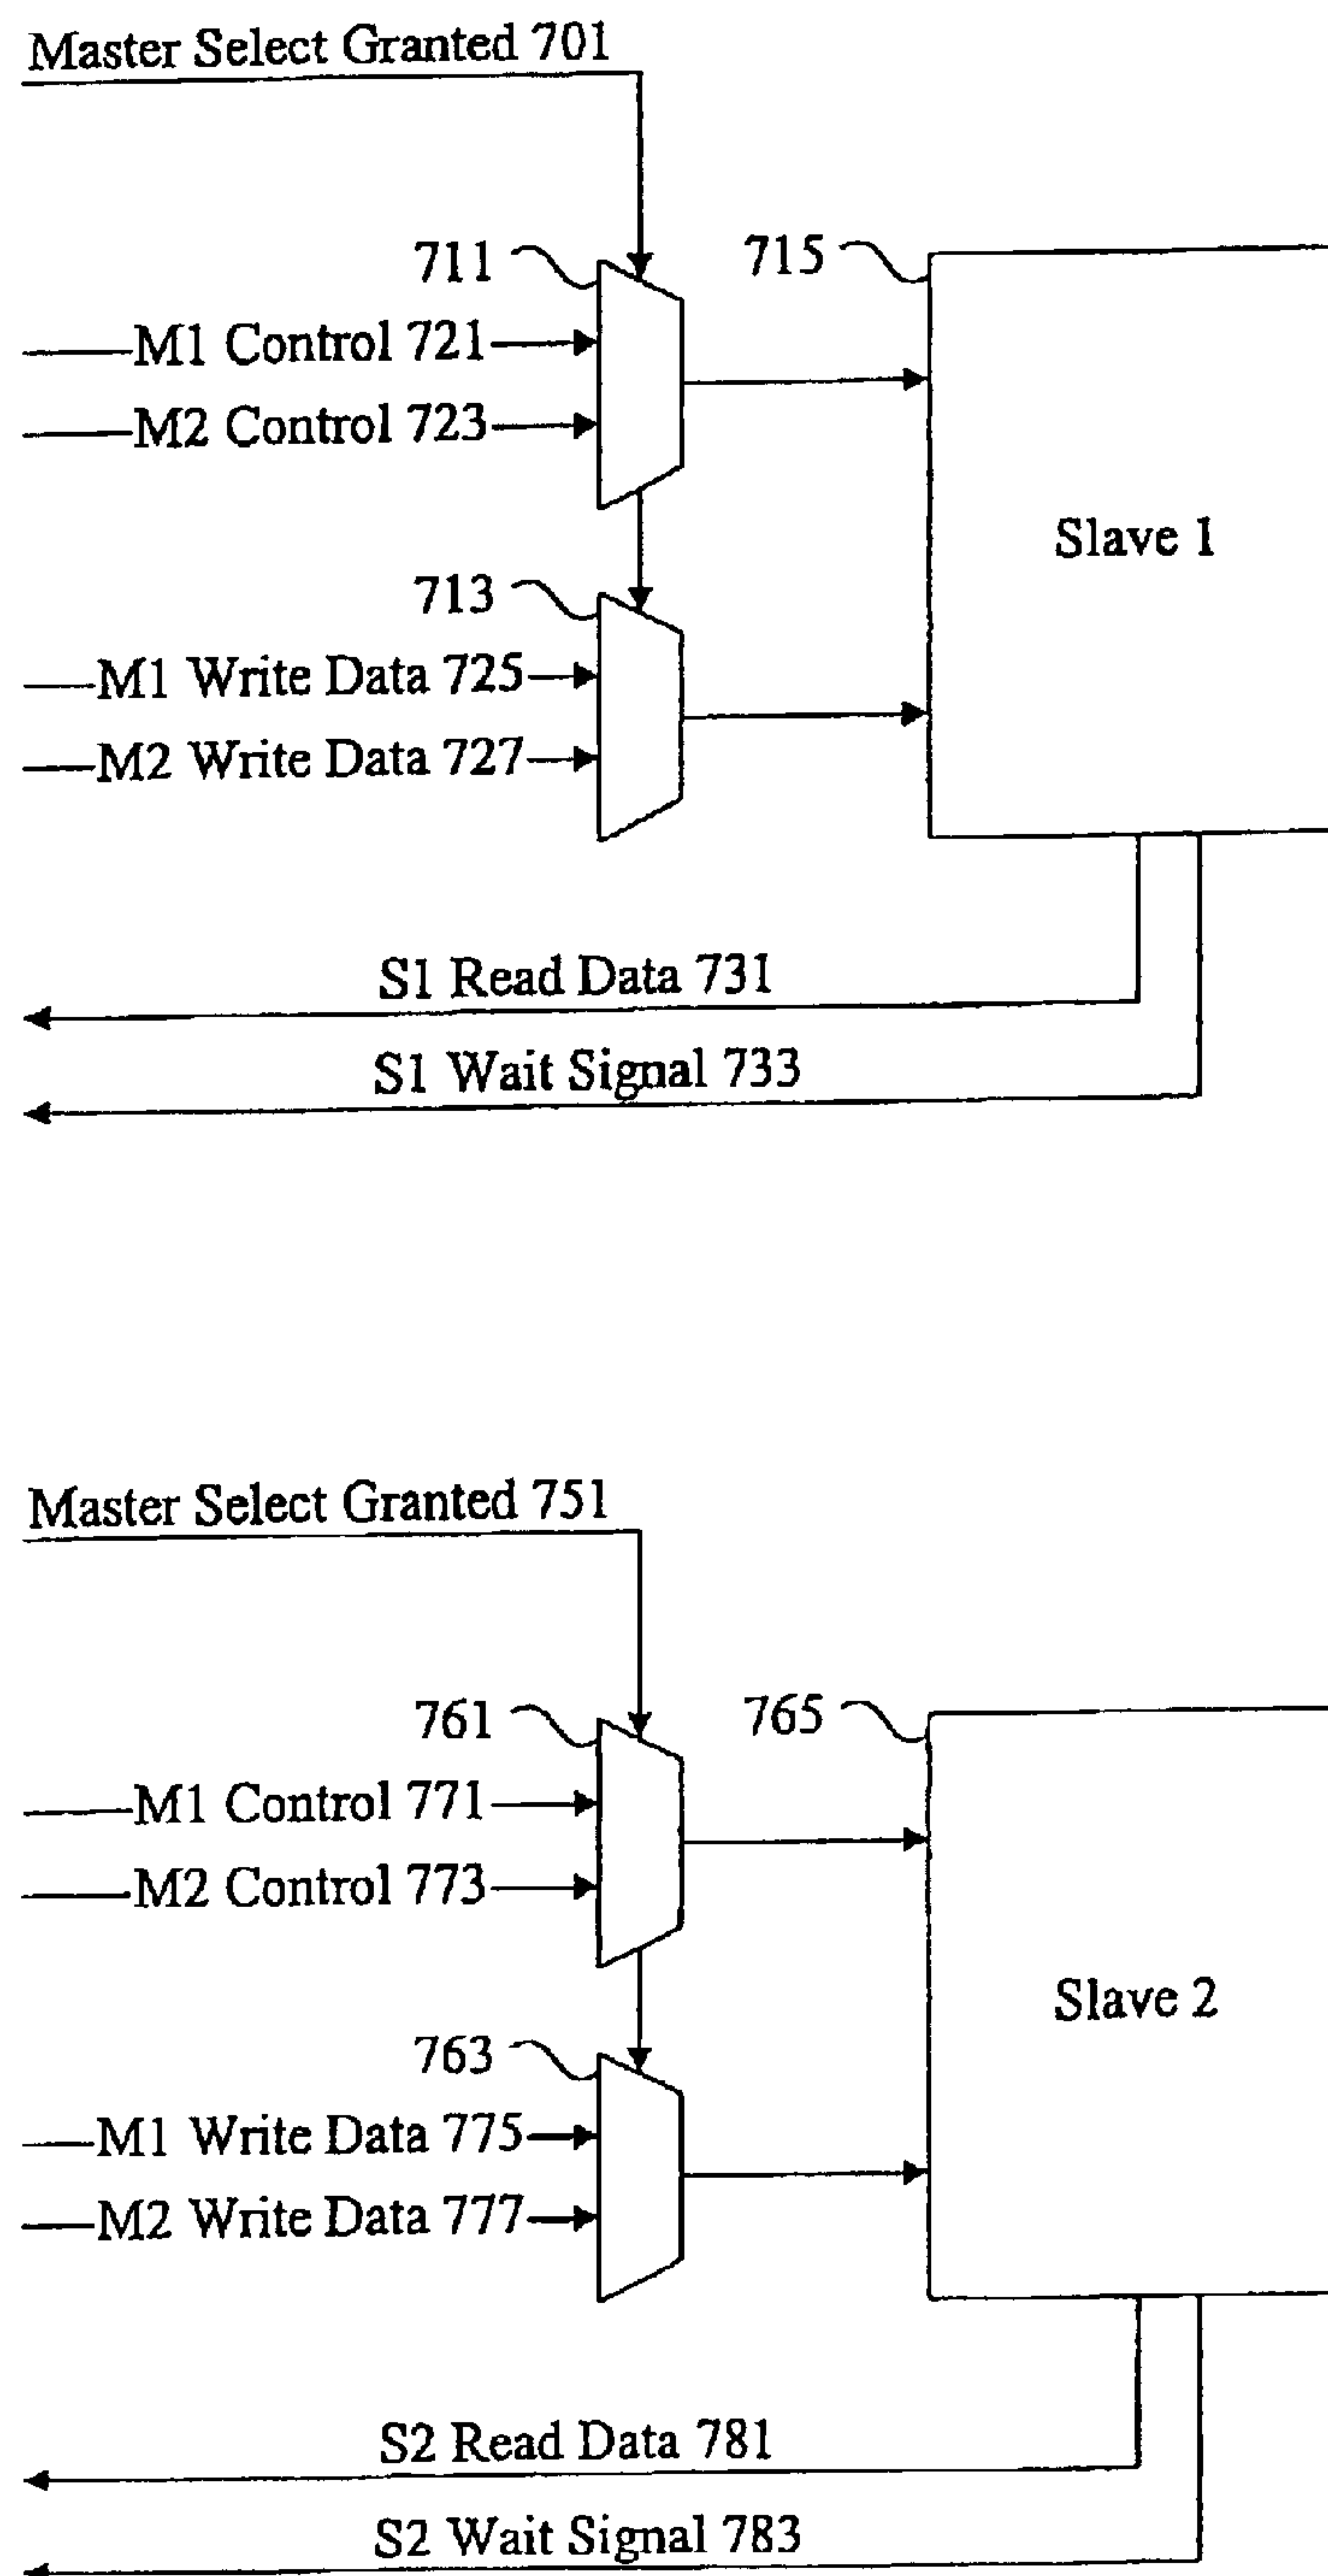 Master Select Granted 701
711
715
M1 Control 721
M2 Control 723
Slave 1
713
M1 Write Data 725
M2 Write Data 727
S1 Read Data 731
S1 Wait Signal 733
Master Select Granted 751
761
765
M1 Control 771
M2 Control 773
Slave 2
763
M1 Write Data 775
M2 Write Data 777
S2 Read Data 781
S2 Wait Signal 783